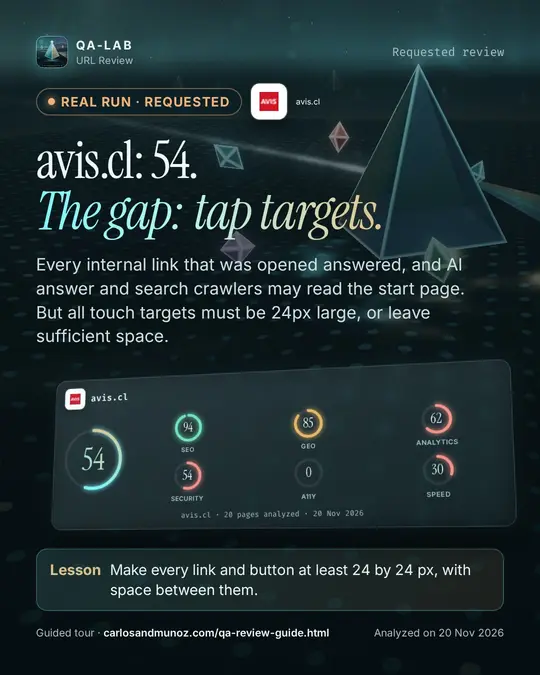 QA-LAB
URL Review
Requested review
REAL RUN · REQUESTED
AVIS
avis.cl
avis.cl: 54.
The gap: tap targets.
Every internal link that was opened answered, and AI
answer and search crawlers may read the start page.
But all touch targets must be 24px large, or leave
sufficient space.
AVIS
avis.cl
54
94
SEO
85
GEO
62
ANALYTICS
SECURITY
53
0
A11Y
30
SPEED
avis.cl · 20 pages analyzed · 20 Nov 2026
Lesson
Make every link and button at least 24 by 24 px, with
space between them.
Guided tour · carlosandmunoz.com/qa-review-guide.html
Analyzed on 20 Nov 2026